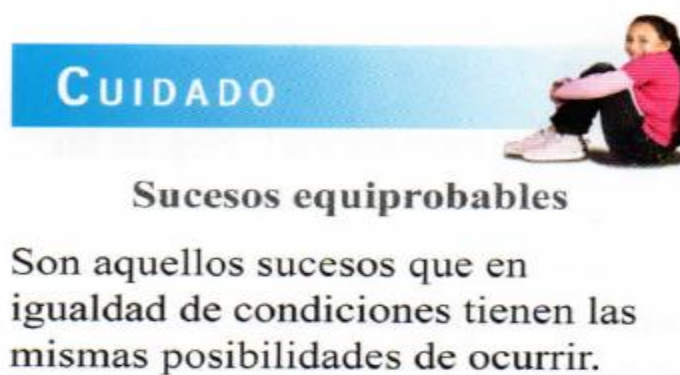 CUIDADO
Sucesos equiprobables
Son aquellos sucesos que en
igualdad de condiciones tienen las
mismas posibilidades de ocurrir.